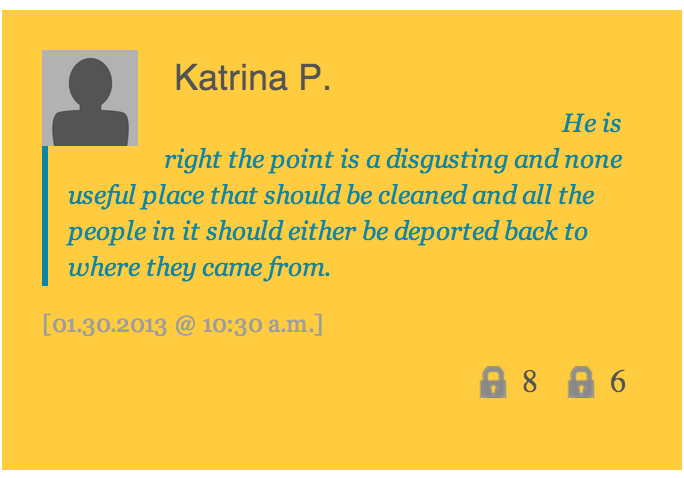 Katrina P.
He is
right the point is a disgusting and none
useful place that should be cleaned and all the
people in it should either be deported back to
where they came from.
[01.30.2013 @ 10:30 a.m.]
8 6